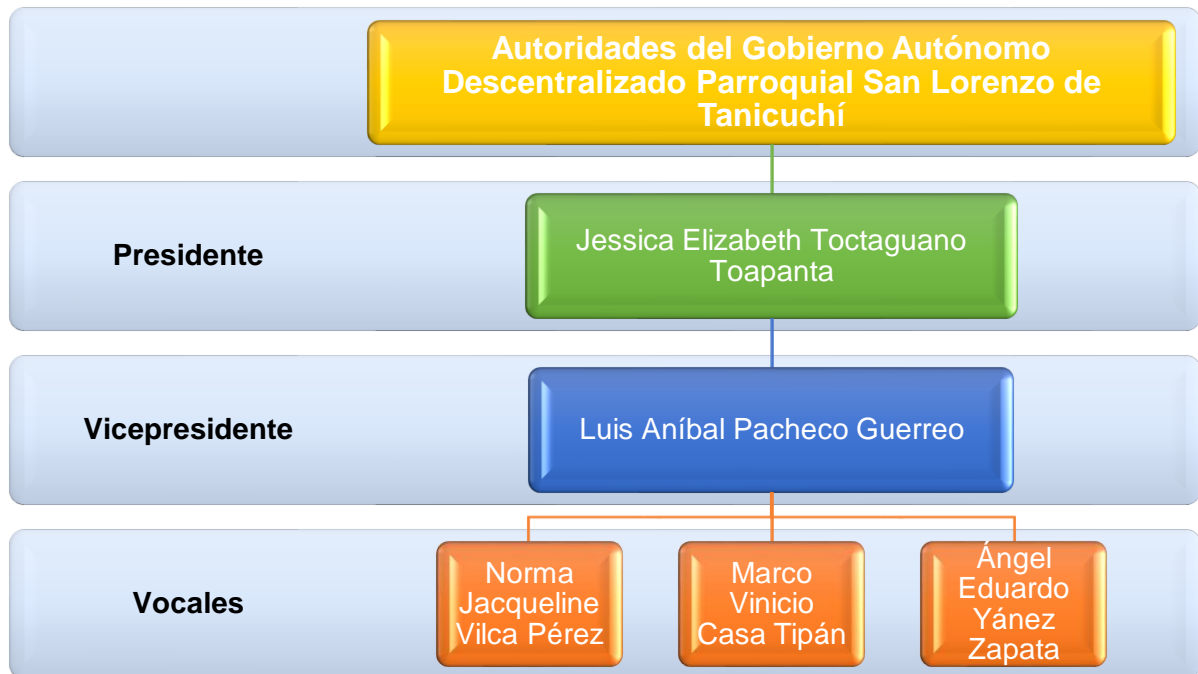 Autoridades del Gobierno Autónomo
Descentralizado Parroquial San Lorenzo de
Tanicuchí
Presidente
Jessica Elizabeth Toctaguano
Toapanta
Vicepresidente
Luis Aníbal Pacheco Guerreo
Vocales
Norma
Jacqueline
Vilca Pérez
Marco
Vinicio
Casa Tipán
Ángel
Eduardo
Yánez
Zapata